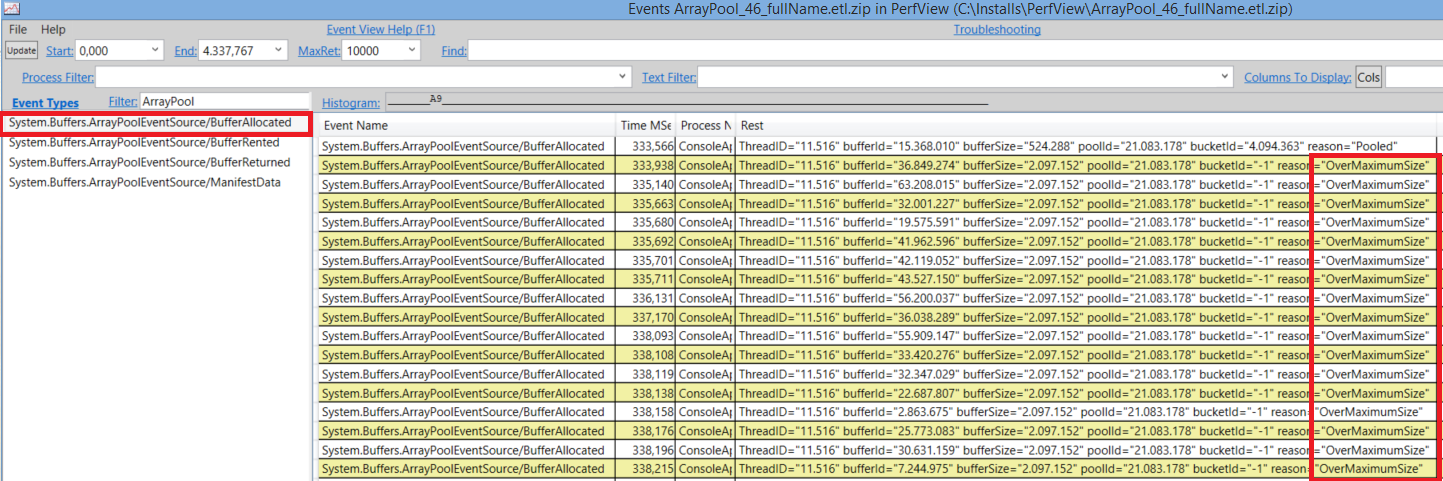 Events ArrayPool_46_fullName.etl.zip in PerfView (C:\Installs\PerfView\ArrayPool_46_fullName.etl.zip)
File Help Event View Help (F1) Troubleshooting
Update Start: 0,000 End: 4.337,767 MaxRet: 10000 Find:
Process Filter: Text Filter: Columns To Display: Cols
Event Types Filter: ArrayPool Histogram: A9
System.Buffers.ArrayPoolEventSource/BufferAllocated
System.Buffers.ArrayPoolEventSource/BufferRented
System.Buffers.ArrayPoolEventSource/BufferReturned
System.Buffers.ArrayPoolEventSource/ManifestData
Event Name Time MSe Process N Rest
System.Buffers.ArrayPoolEventSource/BufferAllocated 333,566 ConsoleAp ThreadID="11.516" bufferId="15.368.010" bufferSize="524.288" poolId="21.083.178" bucketId="4.094.363" reason="Pooled"
System.Buffers.ArrayPoolEventSource/BufferAllocated 333,938 ConsoleAp ThreadID="11.516" bufferId="36.849.274" bufferSize="2.097.152" poolId="21.083.178" bucketId="-1" reason="OverMaximumSize"
System.Buffers.ArrayPoolEventSource/BufferAllocated 335,140 ConsoleAp ThreadID="11.516" bufferId="63.208.015" bufferSize="2.097.152" poolId="21.083.178" bucketId="-1" reason="OverMaximumSize"
System.Buffers.ArrayPoolEventSource/BufferAllocated 335,663 ConsoleAp ThreadID="11.516" bufferId="32.001.227" bufferSize="2.097.152" poolId="21.083.178" bucketId="-1" reason="OverMaximumSize"
System.Buffers.ArrayPoolEventSource/BufferAllocated 335,680 ConsoleAp ThreadID="11.516" bufferId="19.575.591" bufferSize="2.097.152" poolId="21.083.178" bucketId="-1" reason="OverMaximumSize"
System.Buffers.ArrayPoolEventSource/BufferAllocated 335,692 ConsoleAp ThreadID="11.516" bufferId="41.962.596" bufferSize="2.097.152" poolId="21.083.178" bucketId="-1" reason="OverMaximumSize"
System.Buffers.ArrayPoolEventSource/BufferAllocated 335,701 ConsoleAp ThreadID="11.516" bufferId="42.119.052" bufferSize="2.097.152" poolId="21.083.178" bucketId="-1" reason="OverMaximumSize"
System.Buffers.ArrayPoolEventSource/BufferAllocated 335,711 ConsoleAp ThreadID="11.516" bufferId="43.527.150" bufferSize="2.097.152" poolId="21.083.178" bucketId="-1" reason="OverMaximumSize"
System.Buffers.ArrayPoolEventSource/BufferAllocated 336,131 ConsoleAp ThreadID="11.516" bufferId="56.200.037" bufferSize="2.097.152" poolId="21.083.178" bucketId="-1" reason="OverMaximumSize"
System.Buffers.ArrayPoolEventSource/BufferAllocated 337,170 ConsoleAp ThreadID="11.516" bufferId="36.038.289" bufferSize="2.097.152" poolId="21.083.178" bucketId="-1" reason="OverMaximumSize"
System.Buffers.ArrayPoolEventSource/BufferAllocated 338,093 ConsoleAp ThreadID="11.516" bufferId="55.909.147" bufferSize="2.097.152" poolId="21.083.178" bucketId="-1" reason="OverMaximumSize"
System.Buffers.ArrayPoolEventSource/BufferAllocated 338,108 ConsoleAp ThreadID="11.516" bufferId="33.420.276" bufferSize="2.097.152" poolId="21.083.178" bucketId="-1" reason="OverMaximumSize"
System.Buffers.ArrayPoolEventSource/BufferAllocated 338,119 ConsoleAp ThreadID="11.516" bufferId="32.347.029" bufferSize="2.097.152" poolId="21.083.178" bucketId="-1" reason="OverMaximumSize"
System.Buffers.ArrayPoolEventSource/BufferAllocated 338,138 ConsoleAp ThreadID="11.516" bufferId="22.687.807" bufferSize="2.097.152" poolId="21.083.178" bucketId="-1" reason="OverMaximumSize"
System.Buffers.ArrayPoolEventSource/BufferAllocated 338,158 ConsoleAp ThreadID="11.516" bufferId="2.863.675" bufferSize="2.097.152" poolId="21.083.178" bucketId="-1" reason="OverMaximumSize"
System.Buffers.ArrayPoolEventSource/BufferAllocated 338,176 ConsoleAp ThreadID="11.516" bufferId="25.773.083" bufferSize="2.097.152" poolId="21.083.178" bucketId="-1" reason="OverMaximumSize"
System.Buffers.ArrayPoolEventSource/BufferAllocated 338,196 ConsoleAp ThreadID="11.516" bufferId="30.631.159" bufferSize="2.097.152" poolId="21.083.178" bucketId="-1" reason="OverMaximumSize"
System.Buffers.ArrayPoolEventSource/BufferAllocated 338,215 ConsoleAp ThreadID="11.516" bufferId="7.244.975" bufferSize="2.097.152" poolId="21.083.178" bucketId="-1" reason="OverMaximumSize"